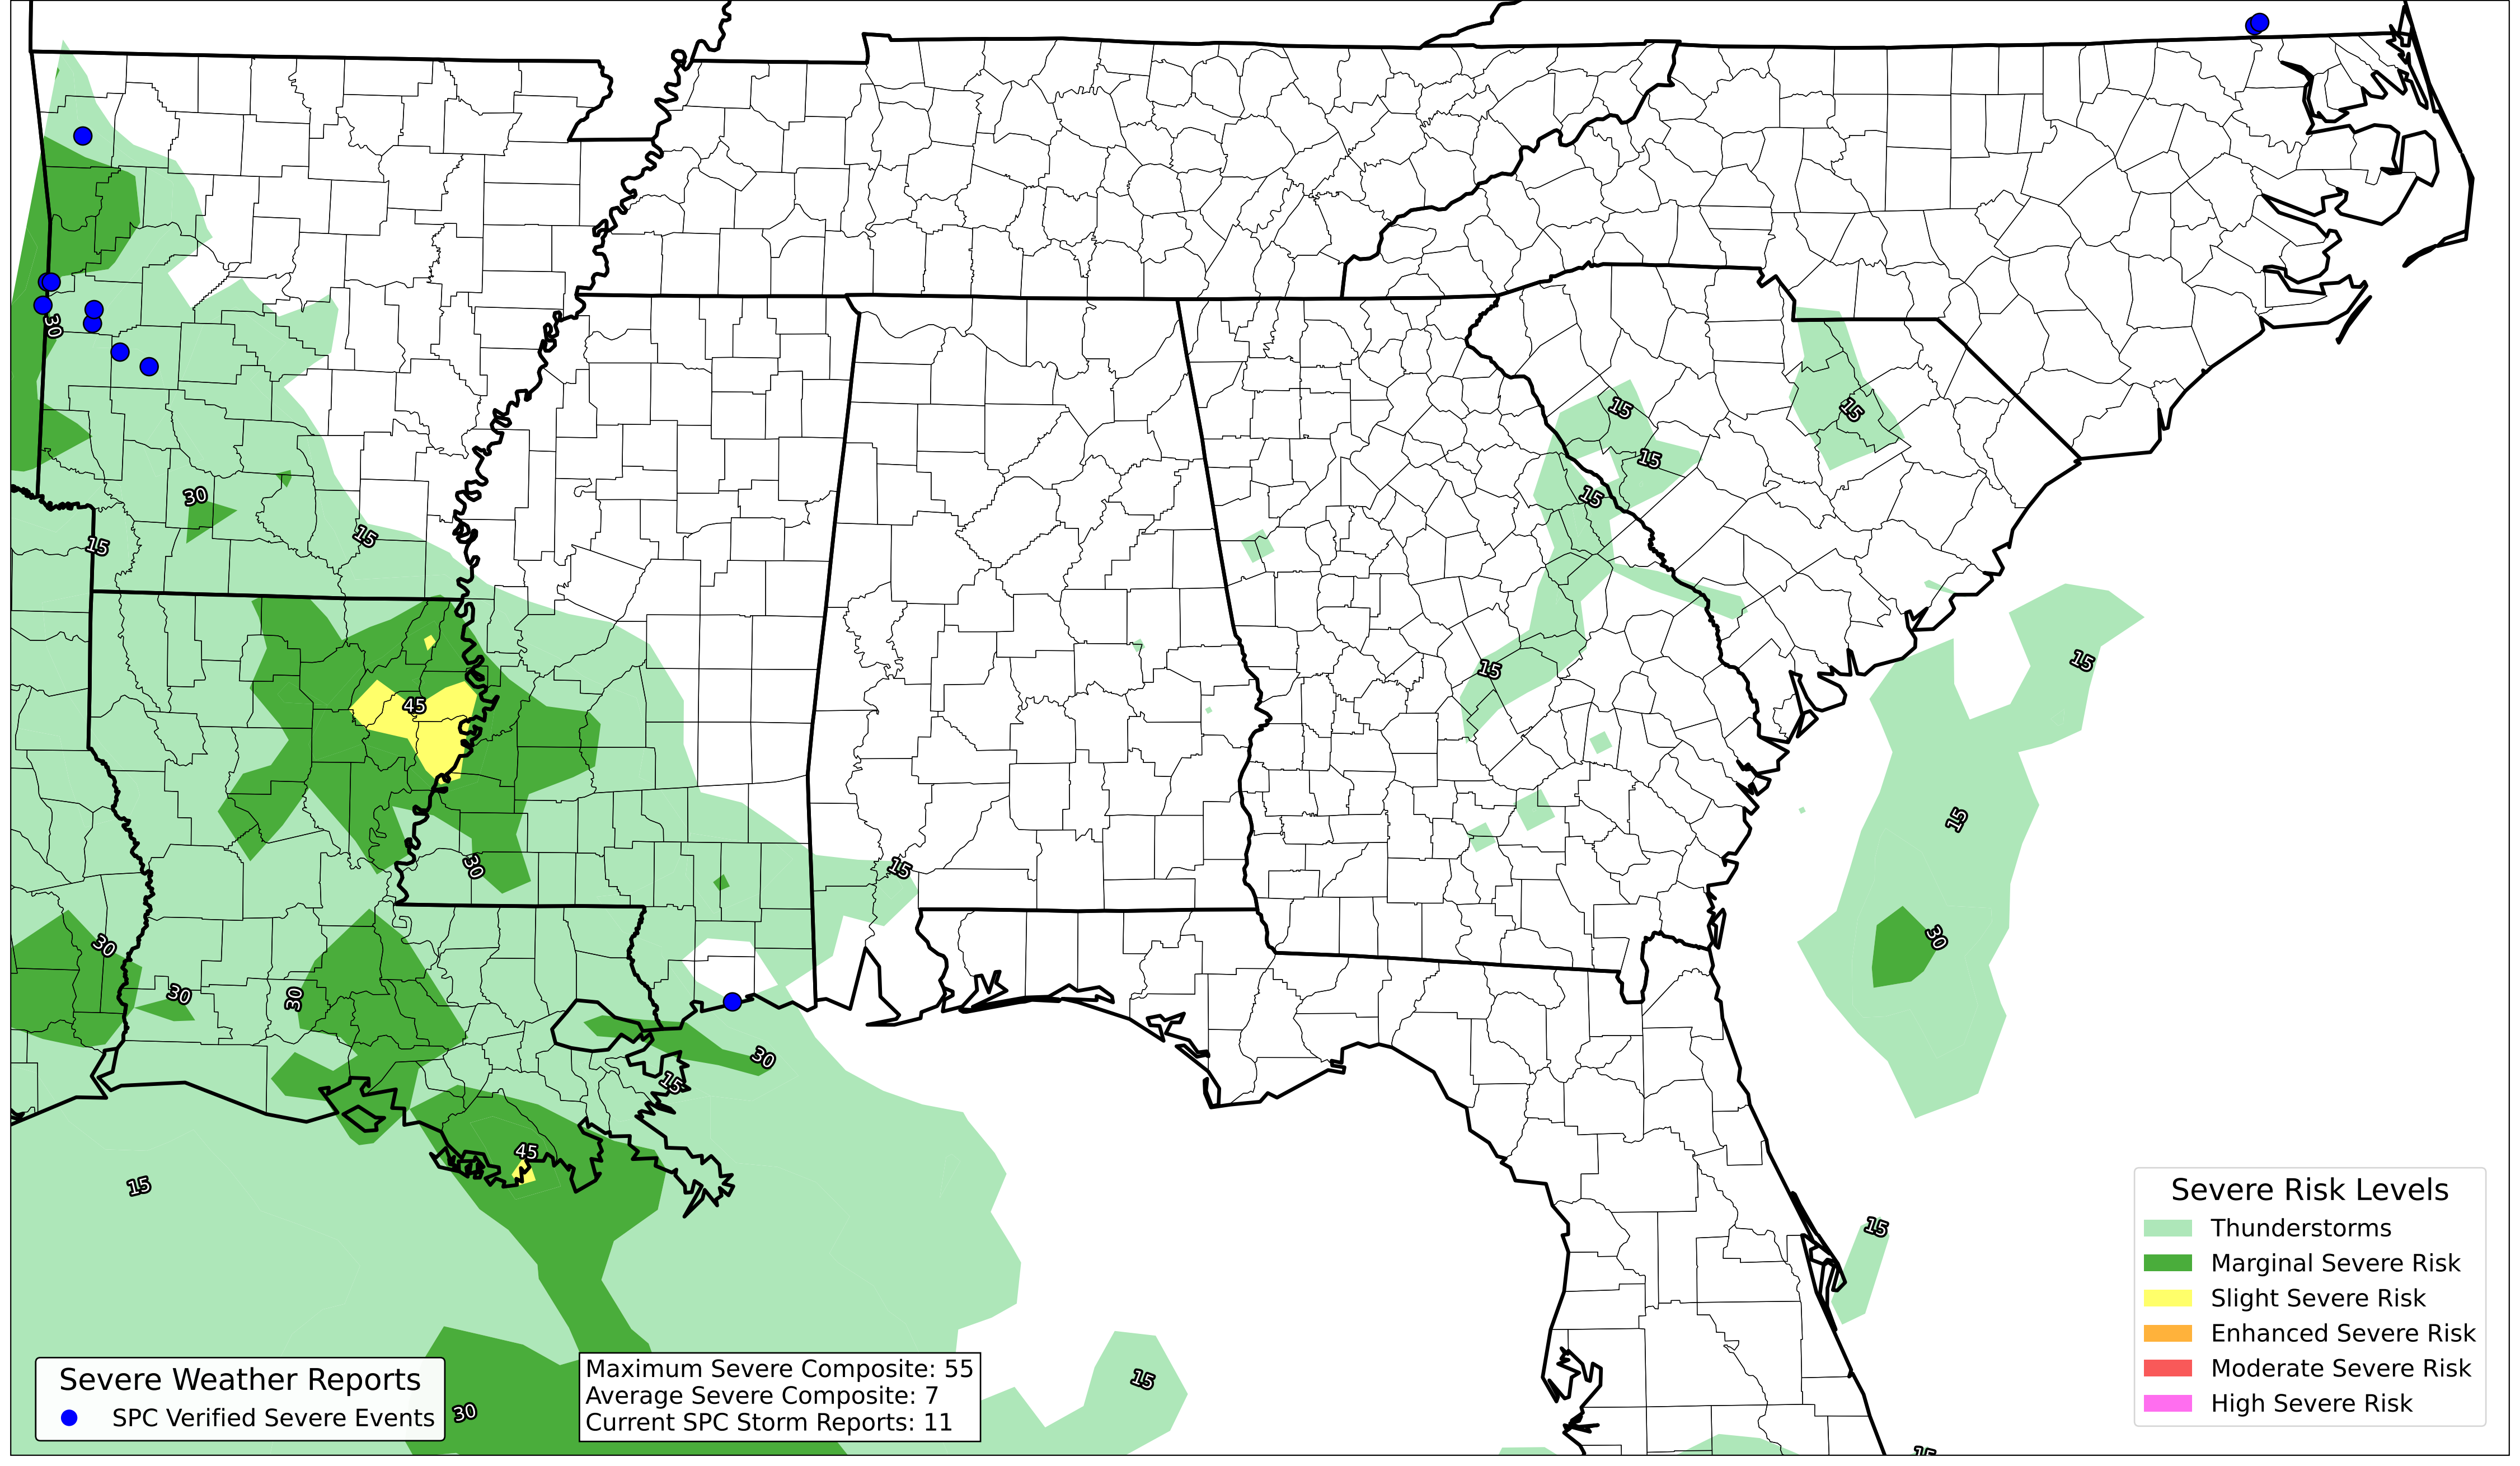 30
15
15
15
30
15
15
15
15
45
15
15
30
15
30
30
30
30
30
15
15
45
15
15
15
30
15
Severe Weather Reports
SPC Verified Severe Events
Maximum Severe Composite: 55
Average Severe Composite: 7
Current SPC Storm Reports: 11
Severe Risk Levels
Thunderstorms
Marginal Severe Risk
Slight Severe Risk
Enhanced Severe Risk
Moderate Severe Risk
High Severe Risk